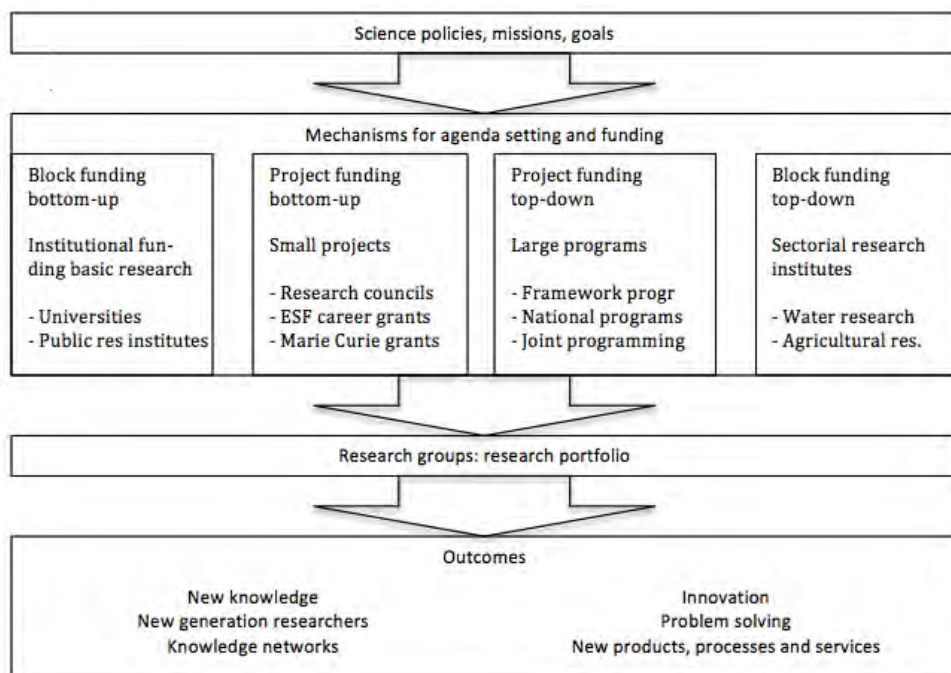 Science policies, missions, goals
Mechanisms for agenda setting and funding
Block funding
bottom-up
Institutional fun-
ding basic research
- Universities
- Public res institutes
Project funding
bottom-up
Small projects
- Research councils
- ESF career grants
- Marie Curie grants
Project funding
top-down
Large programs
- Framework progr
- National programs
- Joint programming
Block funding
top-down
Sectorial research
institutes
- Water research
- Agricultural res.
Research groups: research portfolio
Outcomes
New knowledge
New generation researchers
Knowledge networks
Innovation
Problem solving
New products, processes and services